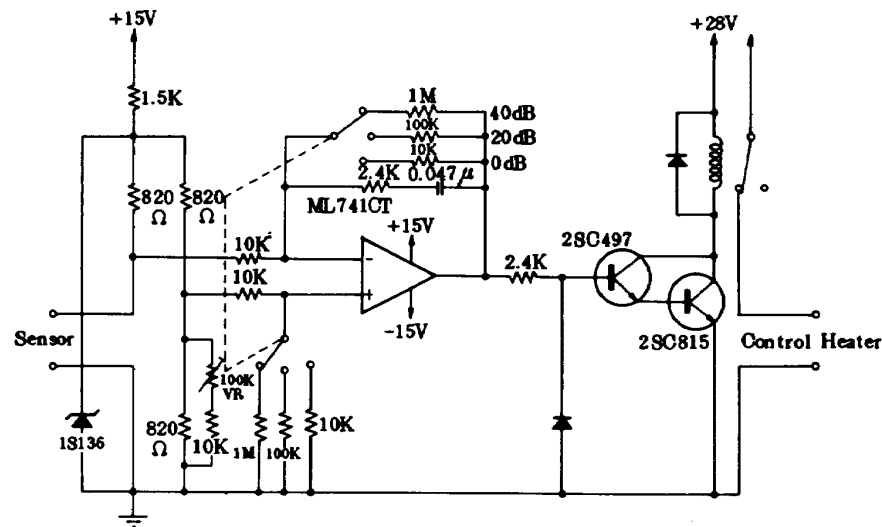 +15V
+28V
1.5K
1M
40dB
100K
20dB
10K
0dB
2.4K
0.047μ
820
Ω
820
Ω
ML741CT
10K
+15V
2SC497
10K
−
+
2.4K
-15V
2SC815
Sensor
Control Heater
100K
VR
1S136
820
Ω
10K
1M
100K
10K